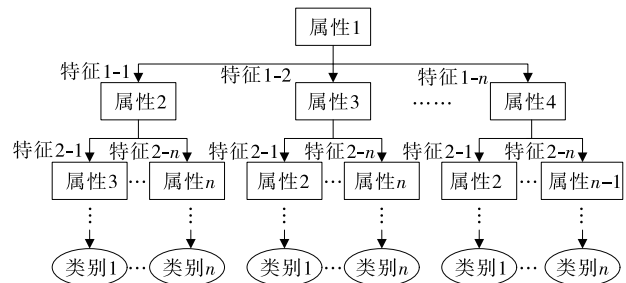 属性1
特征1-1 特征1-2 特征1-n
属性2 属性3 …… 属性4
特征2-1 特征2-n 特征2-1 特征2-n 特征2-1 特征2-n
属性3 … 属性n 属性2 … 属性n 属性2 … 属性n-1
类别1 … 类别n 类别1 … 类别n 类别1 … 类别n